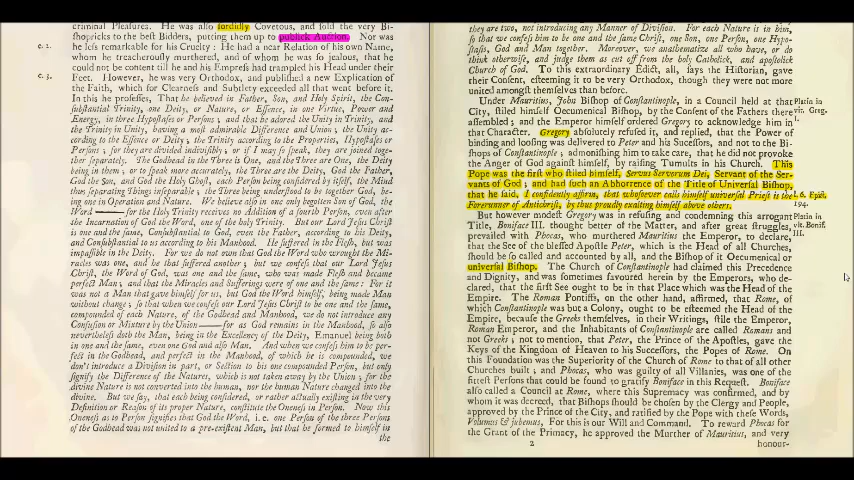 criminal Pleasures. He was also sordidly Covetous, and sold the very Bi-
shopricks to the best Bidders, putting them up to publick Auction. Nor was
c. 2. he less remarkable for his Cruelty: He had a near Relation of his own Name,
whom he treacherously murthered, and of whom he was so jealous, that he
could not be content till he and his Empress had trampled his Head under their
c. 3. Feet. However, he was very Orthodox, and published a new Explication of
the Faith, which for Clearness and Subtlety exceeded all that went before it.
In this he professes, That he believed in Father, Son, and Holy Spirit, the Con-
substantial Trinity, one Deity, or Nature, or Essence, in one Vertue, Power and
Energy, in three Hypostases or Persons; and that he adored the Unity in Trinity, and
the Trinity in Unity, having a most admirable Division and Union; the Unity ac-
cording to the Essence or Deity; the Trinity according to the Properties, Hypostases or
Persons; for they are divided indivisibly; or if I may so speak, they are joined toge-
ther separately. The Godhead in the Three is One, and the Three are One, the Deity
being in them; or to speak more accurately, the Three are the Deity, God the Father,
God the Son, and God the Holy Ghost, each Person being considered by itself, the Mind
thus separating Things inseparable; the Three being understood to be together God, be-
ing one in Operation and Nature. We believe also in one only begotten Son of God, the
Word —— for the Holy Trinity receives no Addition of a fourth Person, even after
the Incarnation of God the Word, one of the holy Trinity. But our Lord Jesus Christ
is one and the same, Consubstantial to God, even the Father, according to his Deity,
and Consubstantial to us according to his Manhood. He suffered in the Flesh, but was
impassible in the Deity. For we do not own that God the Word who wrought the Mi-
racles was one, and he that suffered another; but we confess that our Lord Jesus
Christ, the Word of God, was one and the same, who was made Flesh and became
perfect Man; and that the Miracles and Sufferings were of one and the same: For it
was not a Man that gave himself for us, but God the Word himself, being made Man
without change; so that when we confess our Lord Jesus Christ to be one and the same,
compounded of each Nature, of the Godhead and Manhood, we do not introduce any
Confusion or Mixture by the Union —— for as God remains in the Manhood, so also
nevertheless doth the Man, being in the Excellency of the Deity, Emanuel being both
in one and the same, even one God and also Man. And when we confess him to be per-
fect in the Godhead, and perfect in the Manhood, of which he is compounded, we
don't introduce a Division in part, or Section to his one compounded Person, but only
signify the Difference of the Natures, which is not taken away by the Union; for the
divine Nature is not converted into the human, nor the human Nature changed into the
divine. But we say, that each being considered, or rather actually existing in the very
Definition or Reason of its proper Nature, constitute the Oneness in Person. Now this
Oneness as to Person signifies that God the Word, i. e. one Person of the three Persons
of the Godhead was not united to a pre-existent Man, but that he formed to himself in
the
they are two, not introducing any Manner of Division. For each Nature is in him,
so that we confess him to be one and the same Christ, one Son, one Person, one Hypo-
stasis, God and Man together. Moreover, we anathematize all who have, or do
think otherwise, and judge them as cut off from the holy Catholick, and apostolick
Church of God. To this extraordinary Edict, all, says the Historian, gave
their Consent, esteeming it to be very Orthodox, though they were not more
united amongst themselves than before.
Under Mauritius, John Bishop of Constantinople, in a Council held at that Platin in
City, stiled himself Oecumenical Bishop, by the Consent of the Fathers there vit. Greg.
assembled; and the Emperor himself ordered Gregory to acknowledge him in I.
that Character. Gregory absolutely refused it, and replied, that the Power of
binding and loosing was delivered to Peter and his Successors, and not to the Bi-
shops of Constantinople; admonishing him to take care, that he did not provoke
the Anger of God against himself, by raising Tumults in his Church. This
Pope was the first who stiled himself, Servus Servorum Dei, Servant of the Ser-
vants of God; and had such an Abhorrence of the Title of Universal Bishop,
that he said, I confidently affirm, that whosoever calls himself universal Priest is the L. 6. Epist.
Forerunner of Antichrist, by thus proudly exalting himself above others. 194.
But however modest Gregory was in refusing and condemning this arrogant Platin in
Title, Boniface III. thought better of the Matter, and after great struggles, vit. Bonif.
prevailed with Phocas, who murthered Mauritius the Emperor, to declare, III.
that the See of the blessed Apostle Peter, which is the Head of all Churches,
should be so called and accounted by all, and the Bishop of it Oecumenical or
universal Bishop. The Church of Constantinople had claimed this Precedence
and Dignity, and was sometimes favoured herein by the Emperors, who de-
clared, that the first See ought to be in that Place which was the Head of the
Empire. The Roman Pontiffs, on the other hand, affirmed, that Rome, of
which Constantinople was but a Colony, ought to be esteemed the Head of the
Empire, because the Greeks themselves, in their Writings, stile the Emperor,
Roman Emperor, and the Inhabitants of Constantinople are called Romans and
not Greeks; not to mention, that Peter, the Prince of the Apostles, gave the
Keys of the Kingdom of Heaven to his Successors, the Popes of Rome. On
this Foundation was the Superiority of the Church of Rome to that of all other
Churches built; and Phocas, who was guilty of all Villanies, was one of the
fittest Persons that could be found to gratify Boniface in this Request. Boniface
also called a Council at Rome, where this Supremacy was confirmed, and by
whom it was decreed, that Bishops should be chosen by the Clergy and People,
approved by the Prince of the City, and ratified by the Pope with these Words,
Volumus & jubemus, For this is our Will and Command. To reward Phocas for
the Grant of the Primacy, he approved the Murther of Mauritius, and very
2 honour-